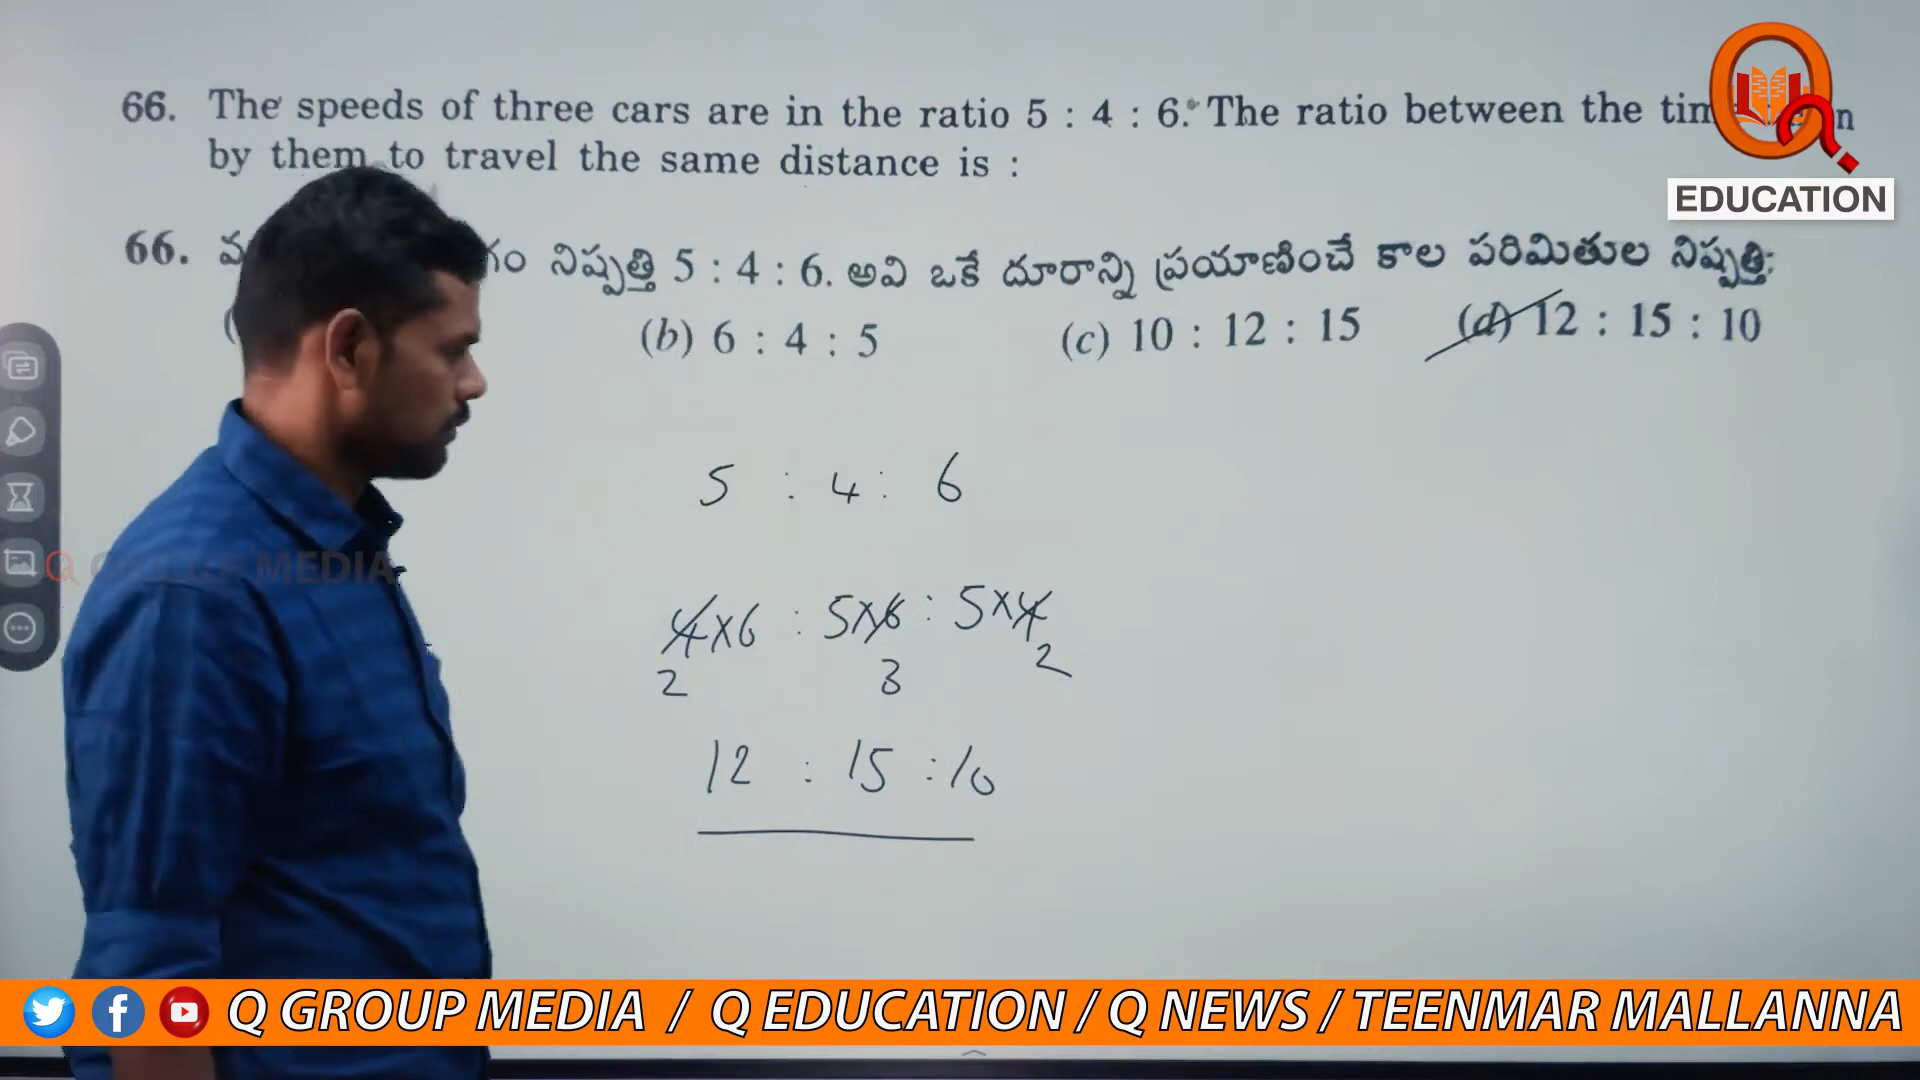 66. The speeds of three cars are in the ratio 5 : 4 : 6. The ratio between the
by them to travel the same distance is :
EDUCATION
66. నిష్పత్తి 5 : 4 : 6. అవి ఒకే దూరాన్ని ప్రయాణించే కాల పరిమితుల నిష్పత్తి:
(b) 6 : 4 : 5 (c) 10 : 12 : 15 (d) 12 : 15 : 10
5 : 4 : 6
Q GROUP MEDIA
4x6 : 5x6 : 5x4
2 3 2
12 : 15 : 10
Q GROUP MEDIA / Q EDUCATION / Q NEWS / TEENMAR MALLANNA